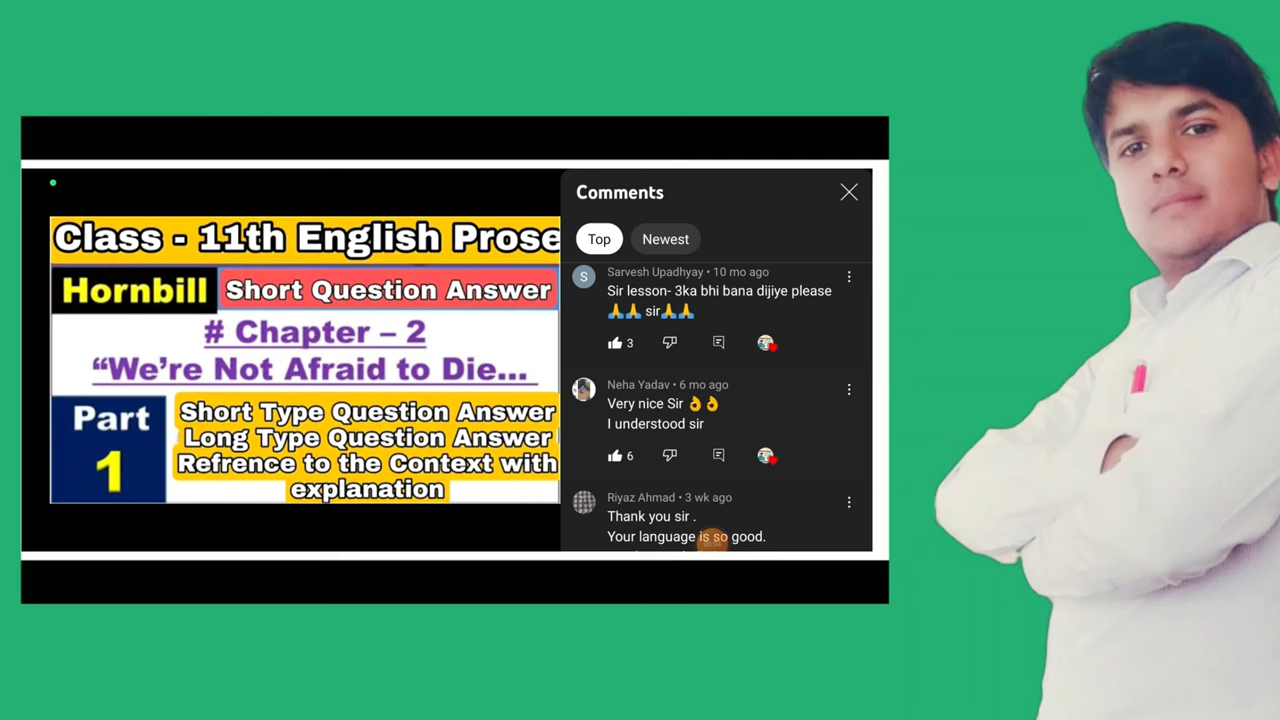 Class - 11th English Prose
Hornbill
Short Question Answer
# Chapter – 2
“We’re Not Afraid to Die...
Part
1
Short Type Question Answer
Long Type Question Answer
Refrence to the Context with
explanation
Comments
Top
Newest
S
Sarvesh Upadhyay • 10 mo ago
Sir lesson- 3ka bhi bana dijiye please
🙏🙏 sir🙏🙏
3
Neha Yadav • 6 mo ago
Very nice Sir 👌👌
I understood sir
6
Riyaz Ahmad • 3 wk ago
Thank you sir .
Your language is so good.
00:04